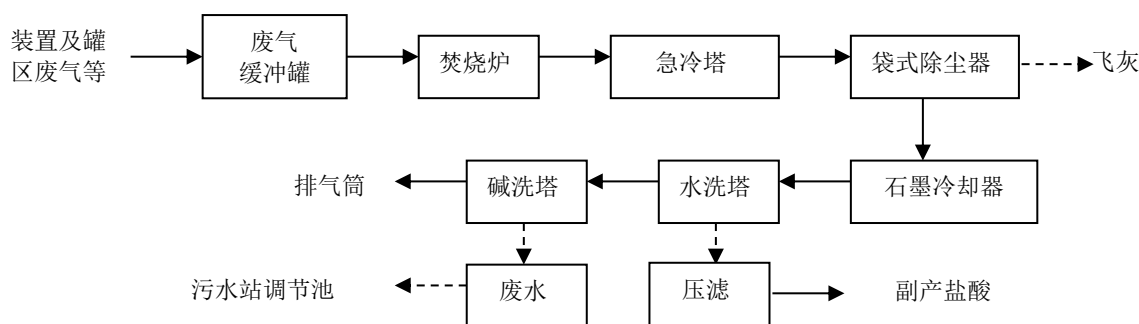 装置及罐
区废气等
废气
缓冲罐
焚烧炉
急冷塔
袋式除尘器
飞灰
排气筒
碱洗塔
水洗塔
石墨冷却器
污水站调节池
废水
压滤
副产盐酸